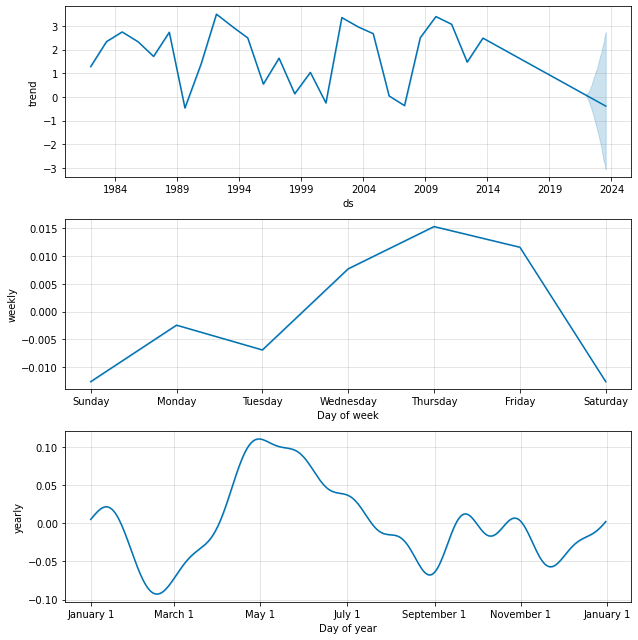 3
2
1
0
−1
−2
−3
trend
1984 1989 1994 1999 2004 2009 2014 2019 2024
ds
0.015
0.010
0.005
0.000
−0.005
−0.010
weekly
Sunday Monday Tuesday Wednesday Thursday Friday Saturday
Day of week
0.10
0.05
0.00
−0.05
−0.10
yearly
January 1 March 1 May 1 July 1 September 1 November 1 January 1
Day of year